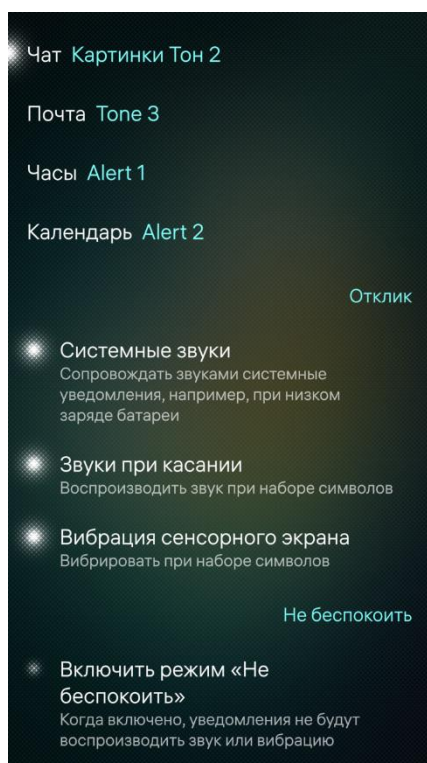 Чат Картинки Тон 2
Почта Tone 3
Часы Alert 1
Календарь Alert 2
Отклик
Системные звуки
Сопровождать звуками системные
уведомления, например, при низком
заряде батареи
Звуки при касании
Воспроизводить звук при наборе символов
Вибрация сенсорного экрана
Вибрировать при наборе символов
Не беспокоить
Включить режим «Не
беспокоить»
Когда включено, уведомления не будут
воспроизводить звук или вибрацию